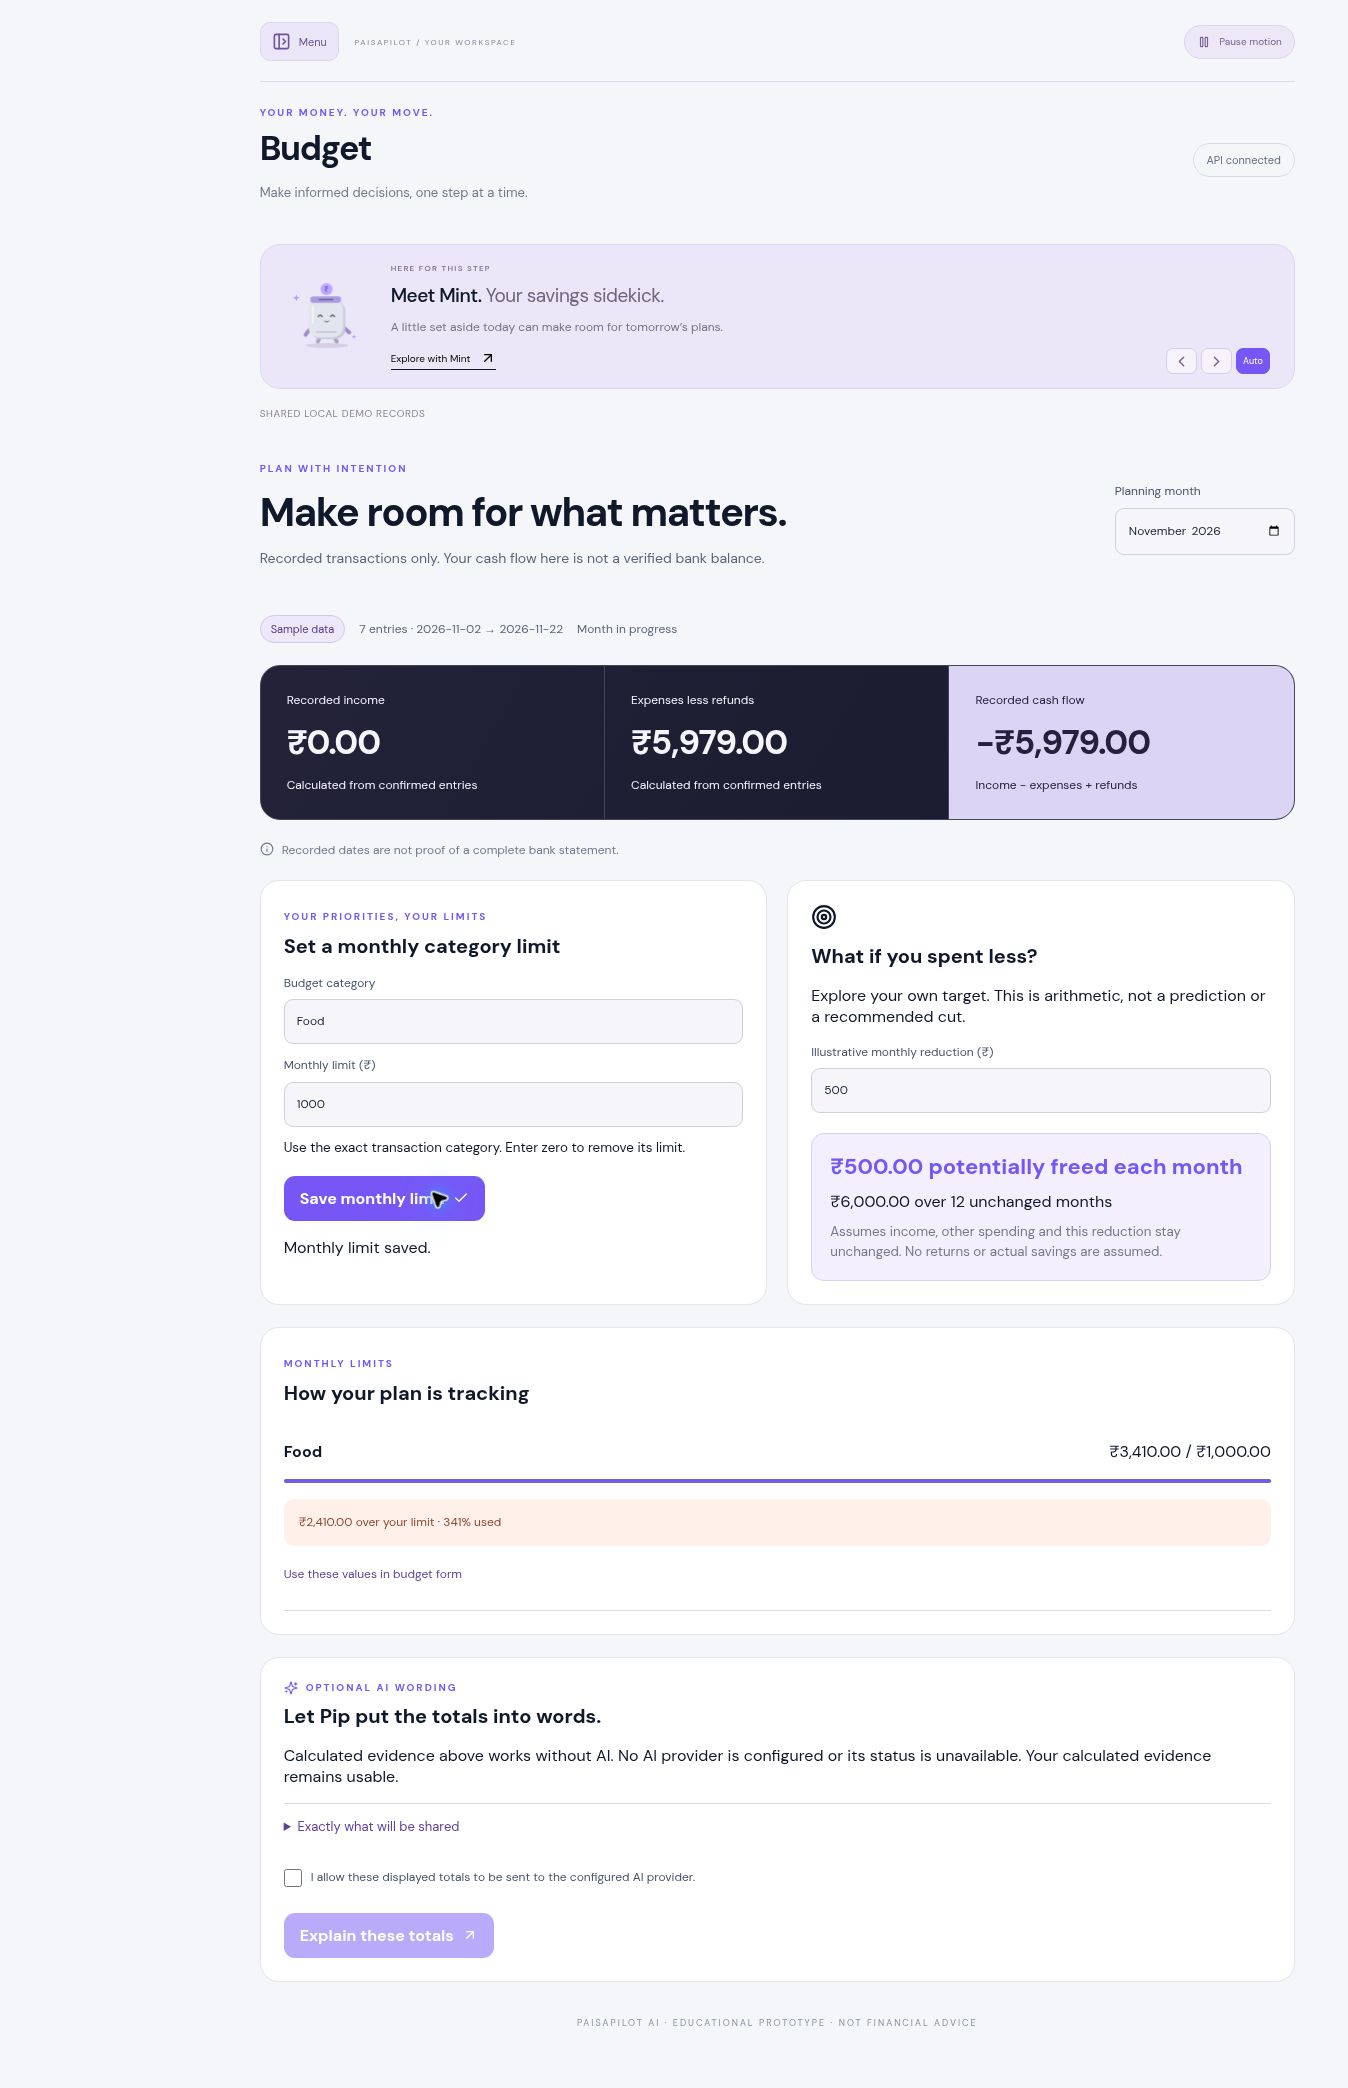 Menu
PAISAPILOT / YOUR WORKSPACE
Pause motion
YOUR MONEY. YOUR MOVE.
Budget
API connected
Make informed decisions, one step at a time.
HERE FOR THIS STEP
Meet Mint. Your savings sidekick.
A little set aside today can make room for tomorrow's plans.
Explore with Mint
Auto
SHARED LOCAL DEMO RECORDS
PLAN WITH INTENTION
Make room for what matters.
Recorded transactions only. Your cash flow here is not a verified bank balance.
Planning month
November 2026
Sample data
7 entries · 2026-11-02 → 2026-11-22
Month in progress
Recorded income
₹0.00
Calculated from confirmed entries
Expenses less refunds
₹5,979.00
Calculated from confirmed entries
Recorded cash flow
-₹5,979.00
Income - expenses + refunds
Recorded dates are not proof of a complete bank statement.
YOUR PRIORITIES, YOUR LIMITS
Set a monthly category limit
Budget category
Food
Monthly limit (₹)
1000
Use the exact transaction category. Enter zero to remove its limit.
Save monthly limit
Monthly limit saved.
What if you spent less?
Explore your own target. This is arithmetic, not a prediction or
a recommended cut.
Illustrative monthly reduction (₹)
500
₹500.00 potentially freed each month
₹6,000.00 over 12 unchanged months
Assumes income, other spending and this reduction stay
unchanged. No returns or actual savings are assumed.
MONTHLY LIMITS
How your plan is tracking
Food
₹3,410.00 / ₹1,000.00
₹2,410.00 over your limit · 341% used
Use these values in budget form
OPTIONAL AI WORDING
Let Pip put the totals into words.
Calculated evidence above works without AI. No AI provider is configured or its status is unavailable. Your calculated evidence
remains usable.
Exactly what will be shared
I allow these displayed totals to be sent to the configured AI provider.
Explain these totals
PAISAPILOT AI · EDUCATIONAL PROTOTYPE · NOT FINANCIAL ADVICE